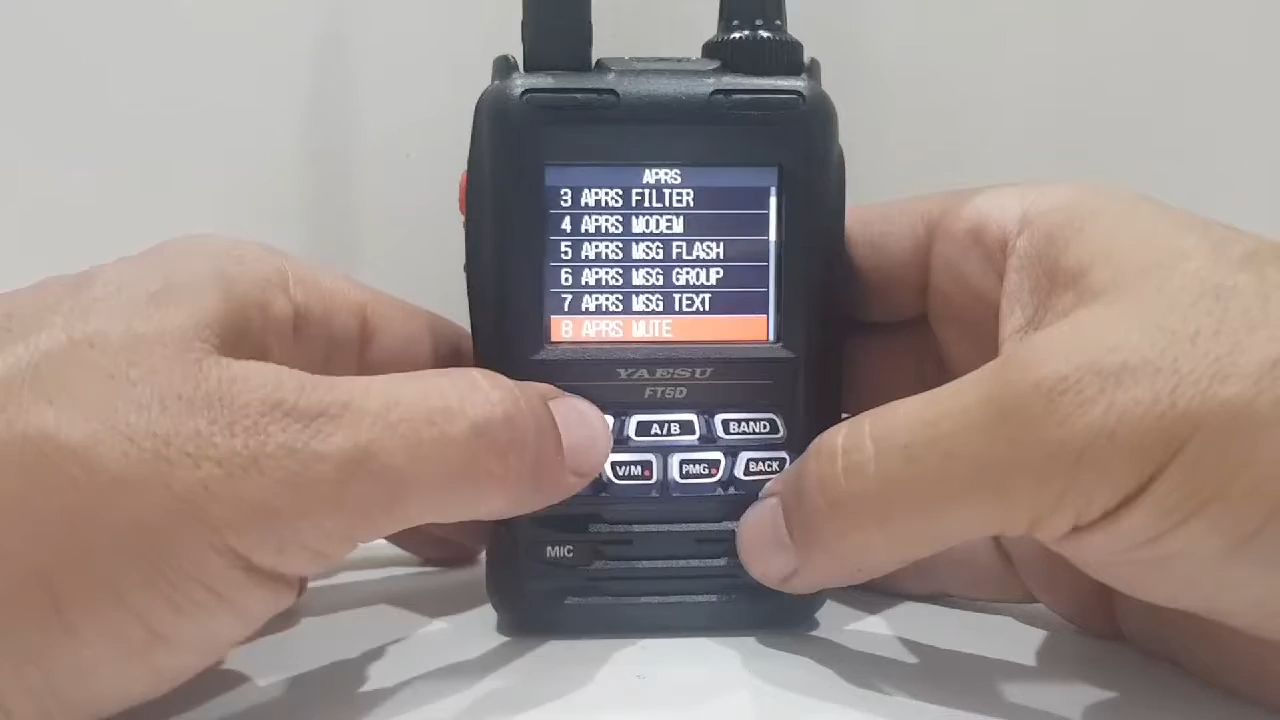 APRS
3 APRS FILTER
4 APRS MODEM
5 APRS MSG FLASH
6 APRS MSG GROUP
7 APRS MSG TEXT
8 APRS MUTE
YAESU
FT5D
A/B BAND
V/M PMG BACK
MIC